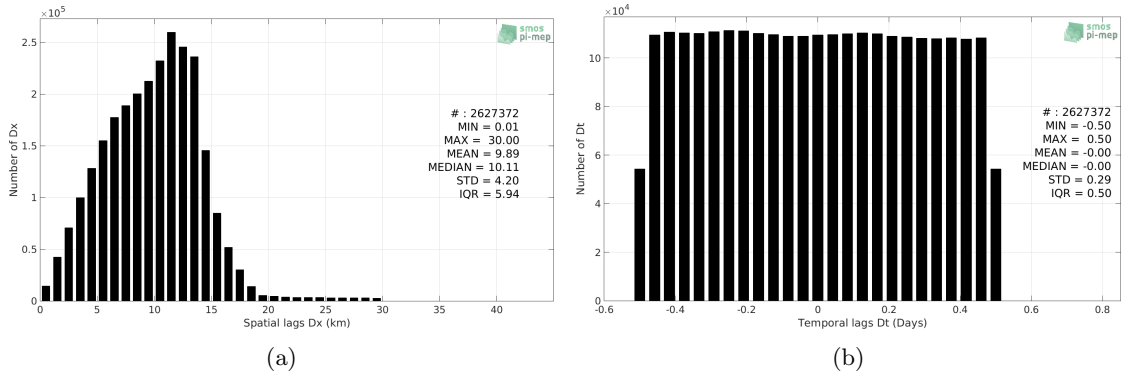 ×10^5
2.5
2
1.5
1
0.5
0
0
5
10
15
20
25
30
35
40
Number of Dx
Spatial lags Dx (km)
smos
pi-mep
# : 2627372
MIN = 0.01
MAX = 30.00
MEAN = 9.89
MEDIAN = 10.11
STD = 4.20
IQR = 5.94
(a)
×10^4
10
8
6
4
2
0
-0.6
-0.4
-0.2
0
0.2
0.4
0.6
0.8
Number of Dt
Temporal lags Dt (Days)
smos
pi-mep
# : 2627372
MIN = -0.50
MAX = 0.50
MEAN = -0.00
MEDIAN = -0.00
STD = 0.29
IQR = 0.50
(b)